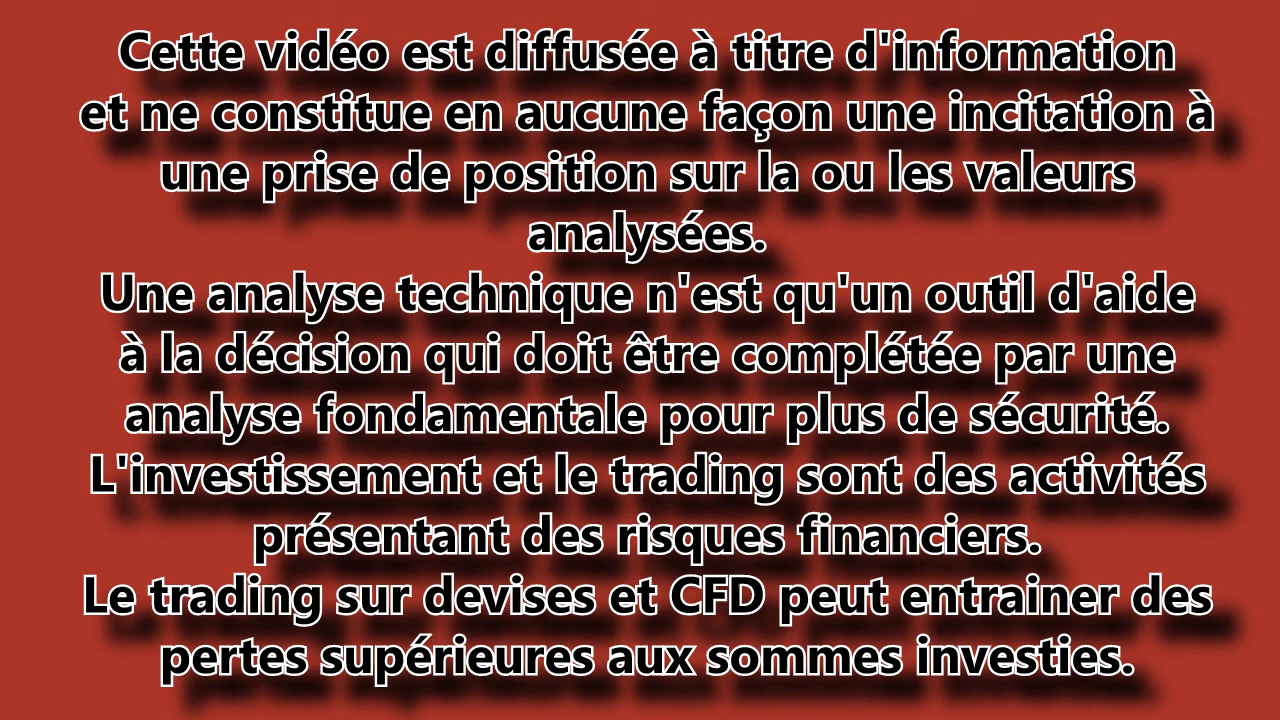 Cette vidéo est diffusée à titre d'information
et ne constitue en aucune façon une incitation à
une prise de position sur la ou les valeurs
analysées.
Une analyse technique n'est qu'un outil d'aide
à la décision qui doit être complétée par une
analyse fondamentale pour plus de sécurité.
L'investissement et le trading sont des activités
présentant des risques financiers.
Le trading sur devises et CFD peut entrainer des
pertes supérieures aux sommes investies.